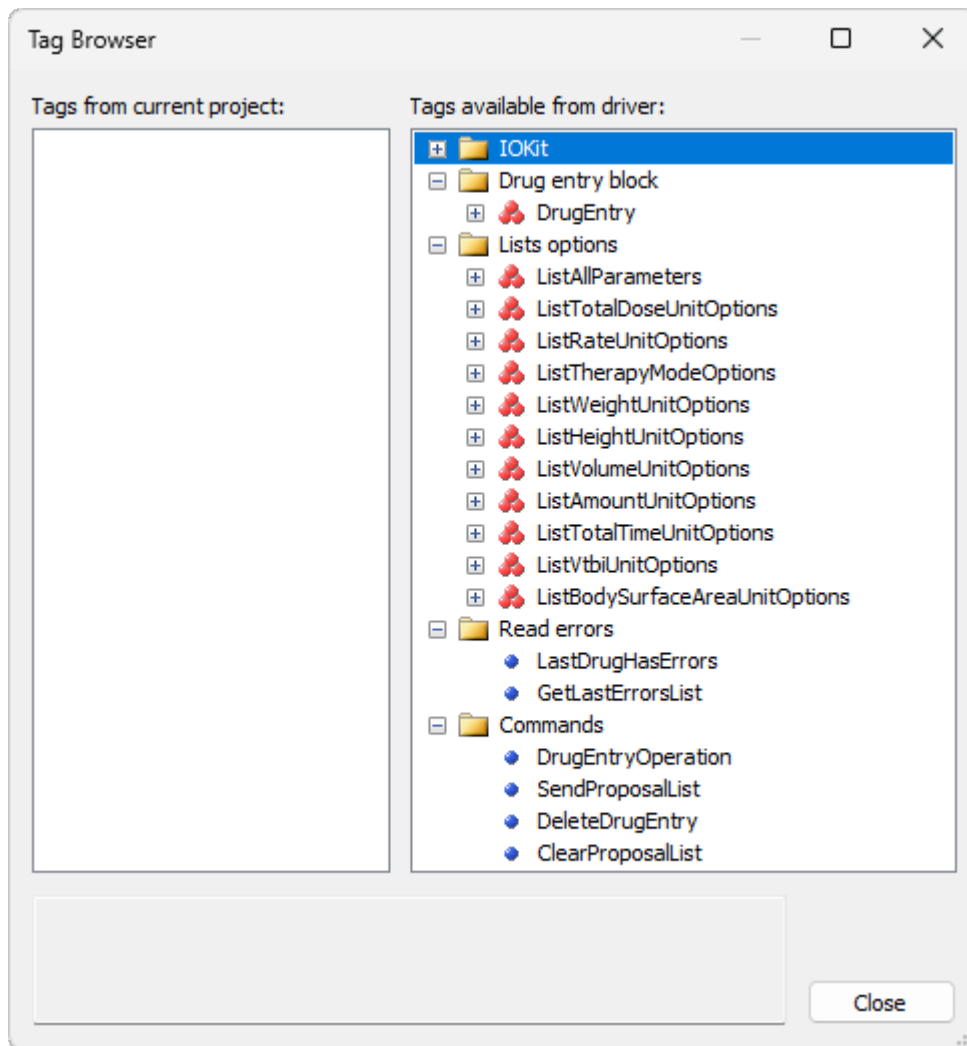 Tag Browser
Tags from current project:
Tags available from driver:
IOKit
Drug entry block
DrugEntry
Lists options
ListAllParameters
ListTotalDoseUnitOptions
ListRateUnitOptions
ListTherapyModeOptions
ListWeightUnitOptions
ListHeightUnitOptions
ListVolumeUnitOptions
ListAmountUnitOptions
ListTotalTimeUnitOptions
ListVtbiUnitOptions
ListBodySurfaceAreaUnitOptions
Read errors
LastDrugHasErrors
GetLastErrorsList
Commands
DrugEntryOperation
SendProposalList
DeleteDrugEntry
ClearProposalList
Close